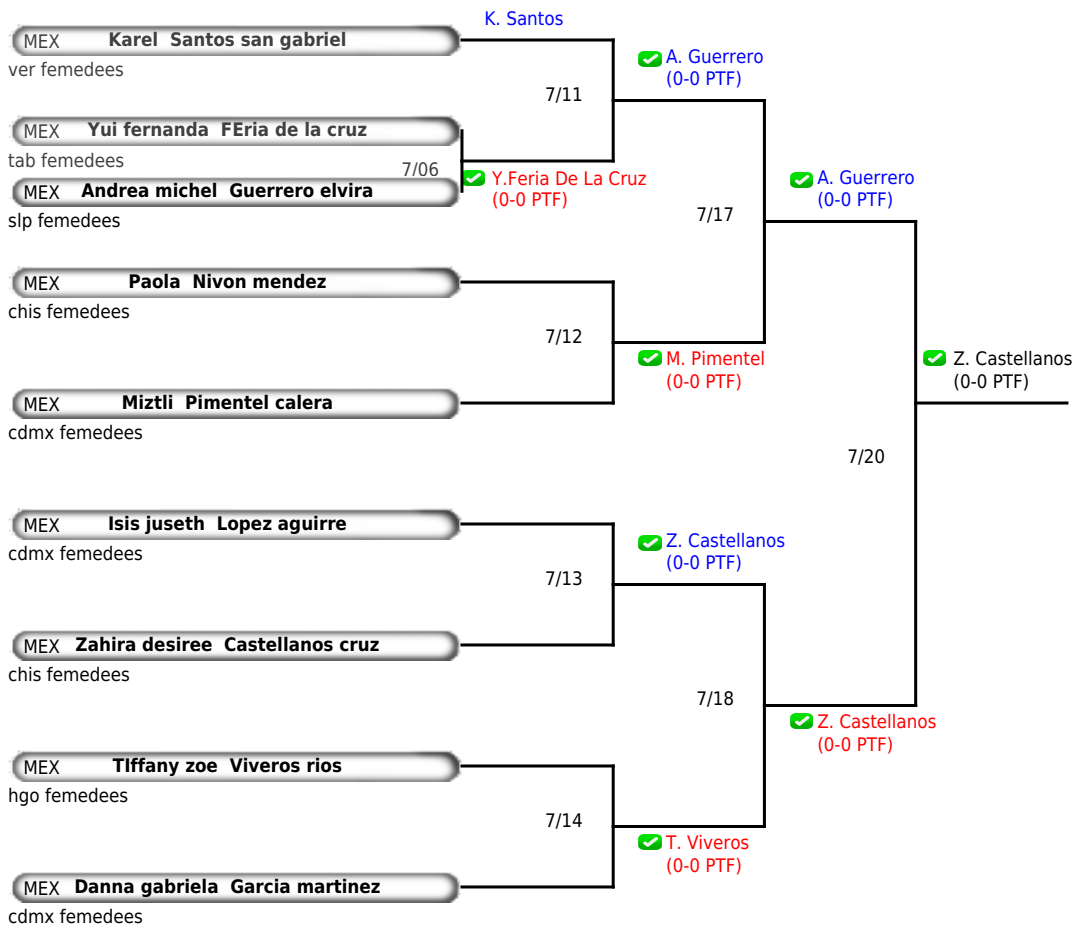 K. Santos
MEX Karel Santos san gabriel
ver femedees
A. Guerrero
(0-0 PTF)
7/11
MEX Yui fernanda FEria de la cruz
tab femedees
7/06
Y.Feria De La Cruz
(0-0 PTF)
MEX Andrea michel Guerrero elvira
slp femedees
A. Guerrero
(0-0 PTF)
7/17
MEX Paola Nivon mendez
chis femedees
7/12
M. Pimentel
(0-0 PTF)
Z. Castellanos
(0-0 PTF)
MEX Miztli Pimentel calera
cdmx femedees
7/20
MEX Isis juseth Lopez aguirre
cdmx femedees
Z. Castellanos
(0-0 PTF)
7/13
MEX Zahira desiree Castellanos cruz
chis femedees
7/18
Z. Castellanos
(0-0 PTF)
MEX TIffany zoe Viveros rios
hgo femedees
7/14
T. Viveros
(0-0 PTF)
MEX Danna gabriela Garcia martinez
cdmx femedees